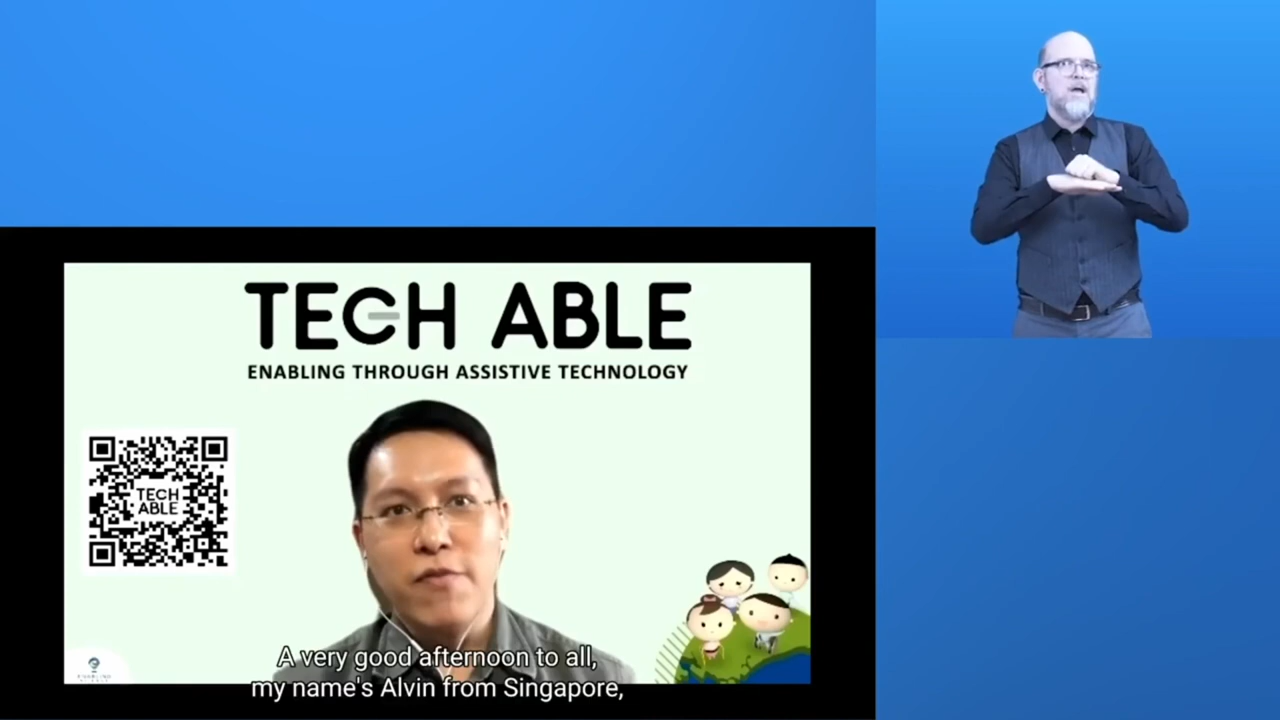 TECH ABLE
ENABLING THROUGH ASSISTIVE TECHNOLOGY
TECH
ABLE
A very good afternoon to all,
my name's Alvin from Singapore,